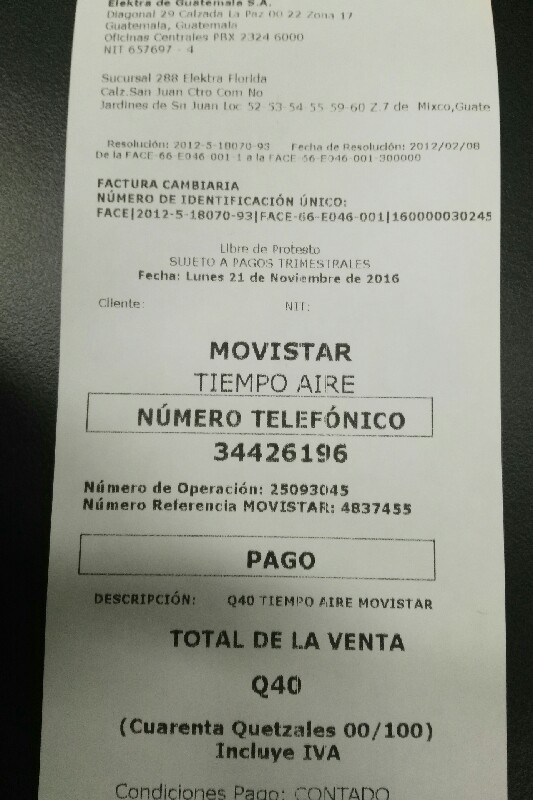 Elektra de Guatemala S.A.
Diagonal 29 Calzada La Paz 00 22 Zona 17
Guatemala, Guatemala
Oficinas Centrales PBX 2324 6000
NIT 657697 - 4
Sucursal 288 Elektra Florida
Calz.San Juan Ctro Com No
Jardines de Sn Juan Loc 52-53-54-55-59-60 Z.7 de Mixco,Guate
Resolución: 2012-5-18070-93 Fecha de Resolución: 2012/02/08
De la FACE-66-E046-001-1 a la FACE-66-E046-001-300000
FACTURA CAMBIARIA
NÚMERO DE IDENTIFICACIÓN ÚNICO:
FACE|2012-5-18070-93|FACE-66-E046-001|160000030245
Libre de Protesto
SUJETO A PAGOS TRIMESTRALES
Fecha: Lunes 21 de Noviembre de 2016
Cliente: NIT:
MOVISTAR
TIEMPO AIRE
NÚMERO TELEFÓNICO
34426196
Número de Operación: 25093045
Número Referencia MOVISTAR: 4837455
PAGO
DESCRIPCIÓN: Q40 TIEMPO AIRE MOVISTAR
TOTAL DE LA VENTA
Q40
(Cuarenta Quetzales 00/100)
Incluye IVA
Condiciones Pago: CONTADO